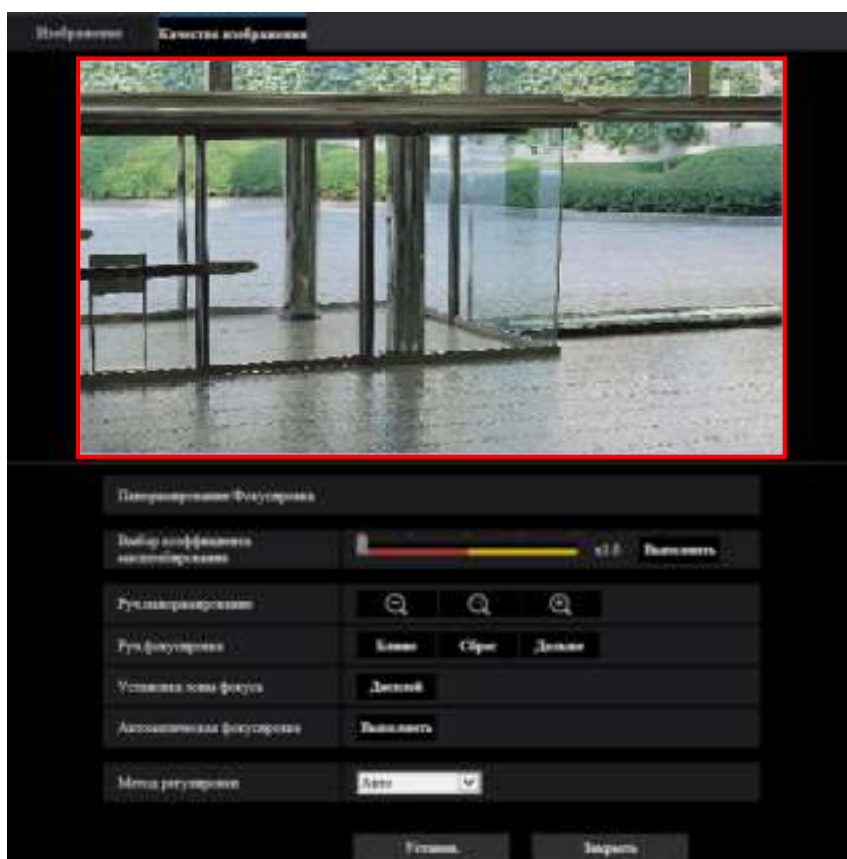 Изображение
Качество изображения
Панорамирование/Фокусировка
Выбор коэффициента
масштабирования
x1.0
Выполнить
Руч.панорамирование
Руч.фокусировка
Ближе
Сброс
Дальше
Установка зоны фокуса
Дисплей
Автоматическая фокусировка
Выполнить
Метод регулировки
Авто
Установ.
Закрыть